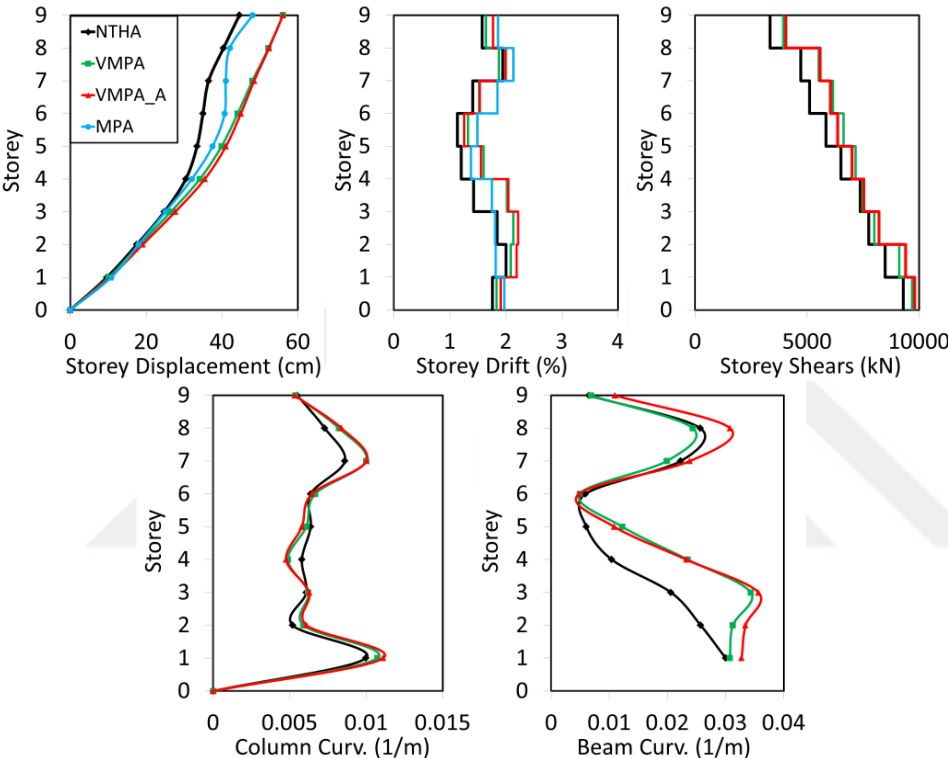 9
8
7
6
5
4
3
2
1
0
Storey
NTHA
VMPA
VMPA_A
MPA
0 20 40 60
Storey Displacement (cm)
9
8
7
6
5
4
3
2
1
0
Storey
0 1 2 3 4
Storey Drift (%)
9
8
7
6
5
4
3
2
1
0
Storey
0 5000 10000
Storey Shears (kN)
9
8
7
6
5
4
3
2
1
0
Storey
0 0.005 0.01 0.015
Column Curv. (1/m)
9
8
7
6
5
4
3
2
1
0
Storey
0 0.01 0.02 0.03 0.04
Beam Curv. (1/m)